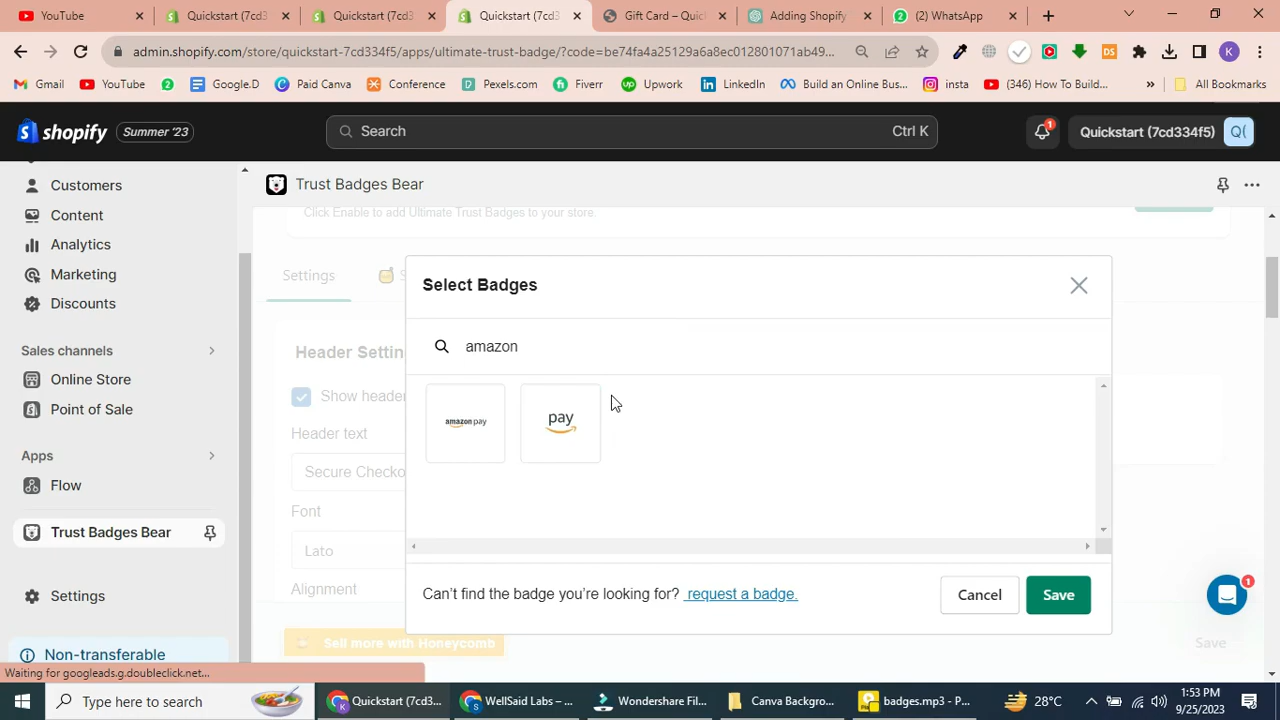 YouTube
Quickstart (7cd3
Quickstart (7cd3
Quickstart (7cd3
Gift Card – Quic
Adding Shopify
(2) WhatsApp
admin.shopify.com/store/quickstart-7cd334f5/apps/ultimate-trust-badge/?code=be74fa4a25129a6a8ec012801071ab49...
K
Gmail
YouTube
2
Google.D
Paid Canva
Conference
Pexels.com
Fiverr
Upwork
LinkedIn
Build an Online Bus...
insta
(346) How To Build...
»
All Bookmarks
shopify
Summer '23
Search
Ctrl K
1
Quickstart (7cd334f5)
Q(
Customers
Content
Analytics
Marketing
Discounts
Sales channels
Online Store
Point of Sale
Apps
Flow
Trust Badges Bear
Settings
Non-transferable
Waiting for googleads.g.doubleclick.net...
Trust Badges Bear
Click Enable to add Ultimate Trust Badges to your store.
Settings
S
Header Settin
Show header
Header text
Secure Checko
Font
Lato
Alignment
Sell more with Honeycomb
Save
Select Badges
amazon
amazon pay
pay
Can't find the badge you're looking for? request a badge.
Cancel
Save
1
Type here to search
Quickstart (7cd3...
WellSaid Labs – ...
Wondershare Fil...
Canva Backgro...
badges.mp3 - P...
28°C
1:53 PM
9/25/2023